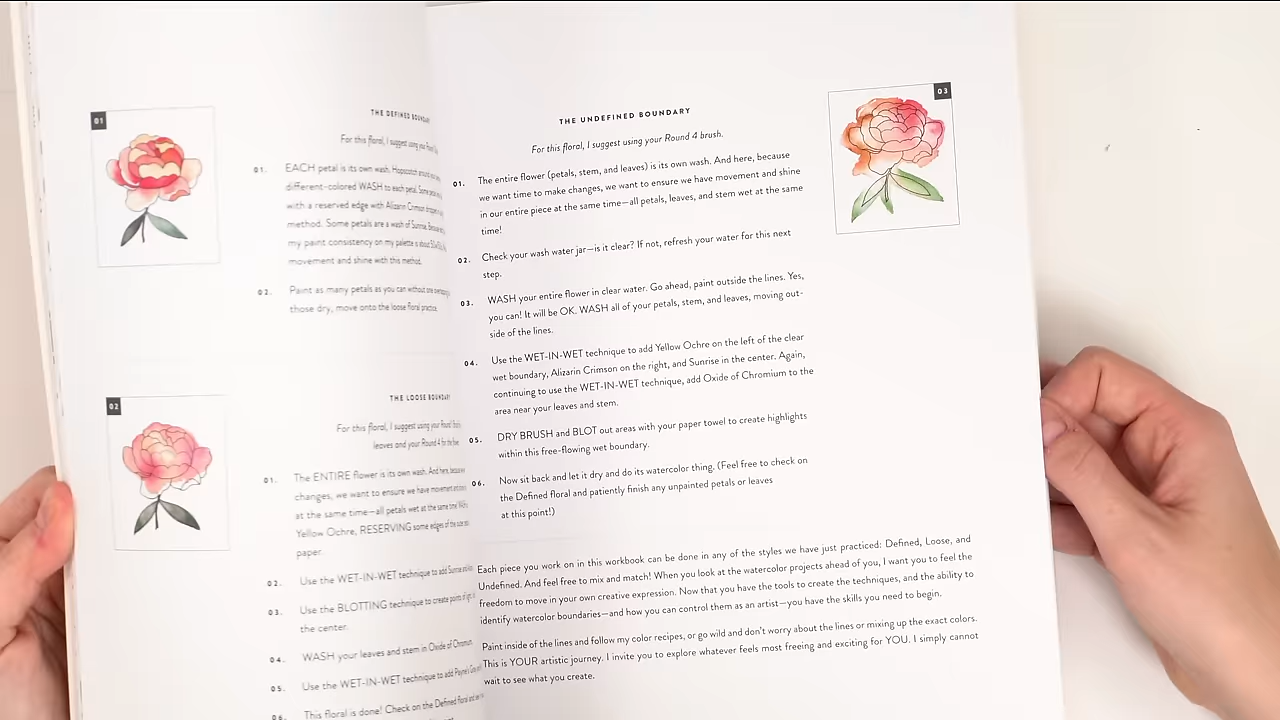 01
THE DEFINED BOUNDARY
For this floral, I suggest using your Round
01. EACH petal is its own wash. Hopscotch around
different-colored WASH to each petal. Some petals
with a reserved edge with Alizarin Crimson
method. Some petals are a wash of Sunrise.
my paint consistency on my palette is about
movement and shine with this method.
02. Paint as many petals as you can without
those dry, move onto the loose floral practice.
02
THE LOOSE BOUNDARY
For this floral, I suggest using your Round
leaves and your Round 4 for the
01. The ENTIRE flower is its own wash. And here, because
changes, we want to ensure we have movement
at the same time—all petals wet at the same time!
Yellow Ochre, RESERVING some edges of the
paper.
02. Use the WET-IN-WET technique to add Sunrise
03. Use the BLOTTING technique to create points of
the center.
04. WASH your leaves and stem in Oxide of
05. Use the WET-IN-WET technique to add Payne's
06. This floral is done! Check on the Defined floral and
THE UNDEFINED BOUNDARY
For this floral, I suggest using your Round 4 brush.
01. The entire flower (petals, stem, and leaves) is its own wash. And here, because
we want time to make changes, we want to ensure we have movement and shine
in our entire piece at the same time—all petals, leaves, and stem wet at the same
time!
02. Check your wash water jar—is it clear? If not, refresh your water for this next
step.
03. WASH your entire flower in clear water. Go ahead, paint outside the lines. Yes,
you can! It will be OK. WASH all of your petals, stem, and leaves, moving out-
side of the lines.
04. Use the WET-IN-WET technique to add Yellow Ochre on the left of the clear
wet boundary, Alizarin Crimson on the right, and Sunrise in the center. Again,
continuing to use the WET-IN-WET technique, add Oxide of Chromium to the
area near your leaves and stem.
05. DRY BRUSH and BLOT out areas with your paper towel to create highlights
within this free-flowing wet boundary.
06. Now sit back and let it dry and do its watercolor thing. (Feel free to check on
the Defined floral and patiently finish any unpainted petals or leaves
at this point!)
03
Each piece you work on in this workbook can be done in any of the styles we have just practiced: Defined, Loose, and
Undefined. And feel free to mix and match! When you look at the watercolor projects ahead of you, I want you to feel the
freedom to move in your own creative expression. Now that you have the tools to create the techniques, and the ability to
identify watercolor boundaries—and how you can control them as an artist—you have the skills you need to begin.
Paint inside of the lines and follow my color recipes, or go wild and don't worry about the lines or mixing up the exact colors.
This is YOUR artistic journey. I invite you to explore whatever feels most freeing and exciting for YOU. I simply cannot
wait to see what you create.